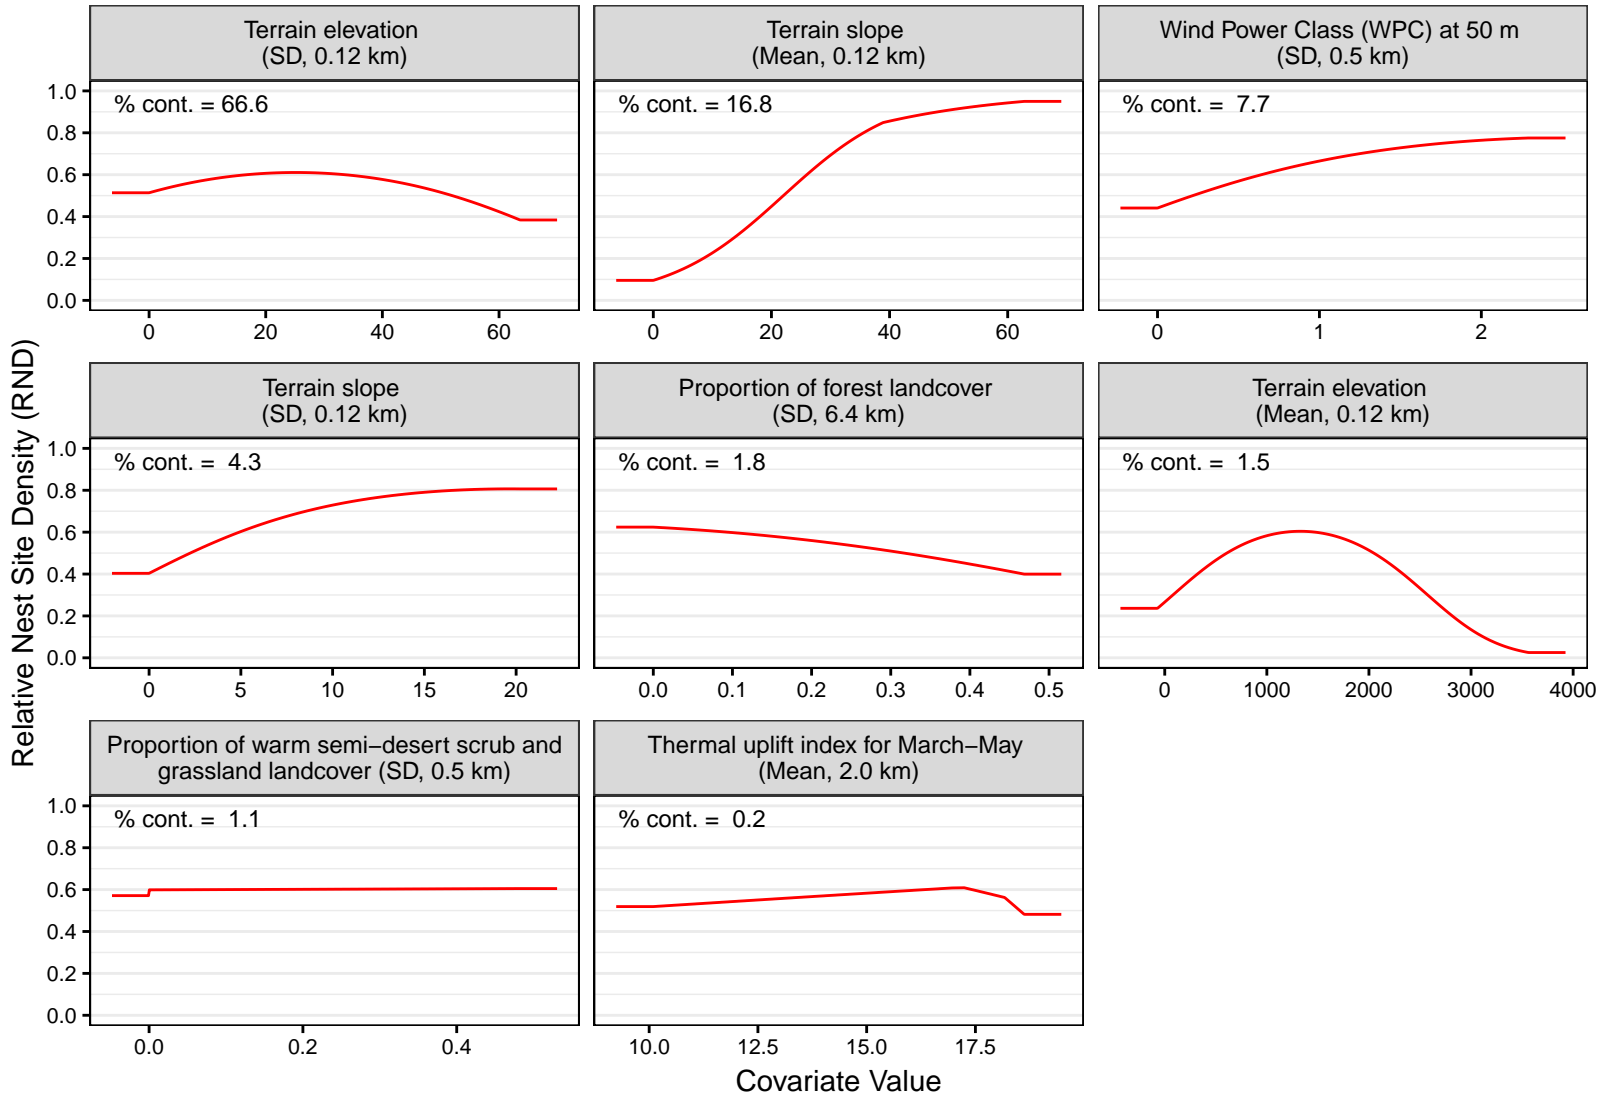 Terrain elevation
(SD, 0.12 km)
Terrain slope
(Mean, 0.12 km)
Wind Power Class (WPC) at 50 m
(SD, 0.5 km)
% cont. = 66.6
% cont. = 16.8
% cont. = 7.7
1.0
0.8
0.6
0.4
0.2
0.0
0 20 40 60
0 20 40 60
0 1 2
Relative Nest Site Density (RND)
Terrain slope
(SD, 0.12 km)
Proportion of forest landcover
(SD, 6.4 km)
Terrain elevation
(Mean, 0.12 km)
% cont. = 4.3
% cont. = 1.8
% cont. = 1.5
1.0
0.8
0.6
0.4
0.2
0.0
0 5 10 15 20
0.0 0.1 0.2 0.3 0.4 0.5
0 1000 2000 3000 4000
Proportion of warm semi−desert scrub and
grassland landcover (SD, 0.5 km)
Thermal uplift index for March−May
(Mean, 2.0 km)
% cont. = 1.1
% cont. = 0.2
1.0
0.8
0.6
0.4
0.2
0.0
0.0 0.2 0.4
10.0 12.5 15.0 17.5
Covariate Value